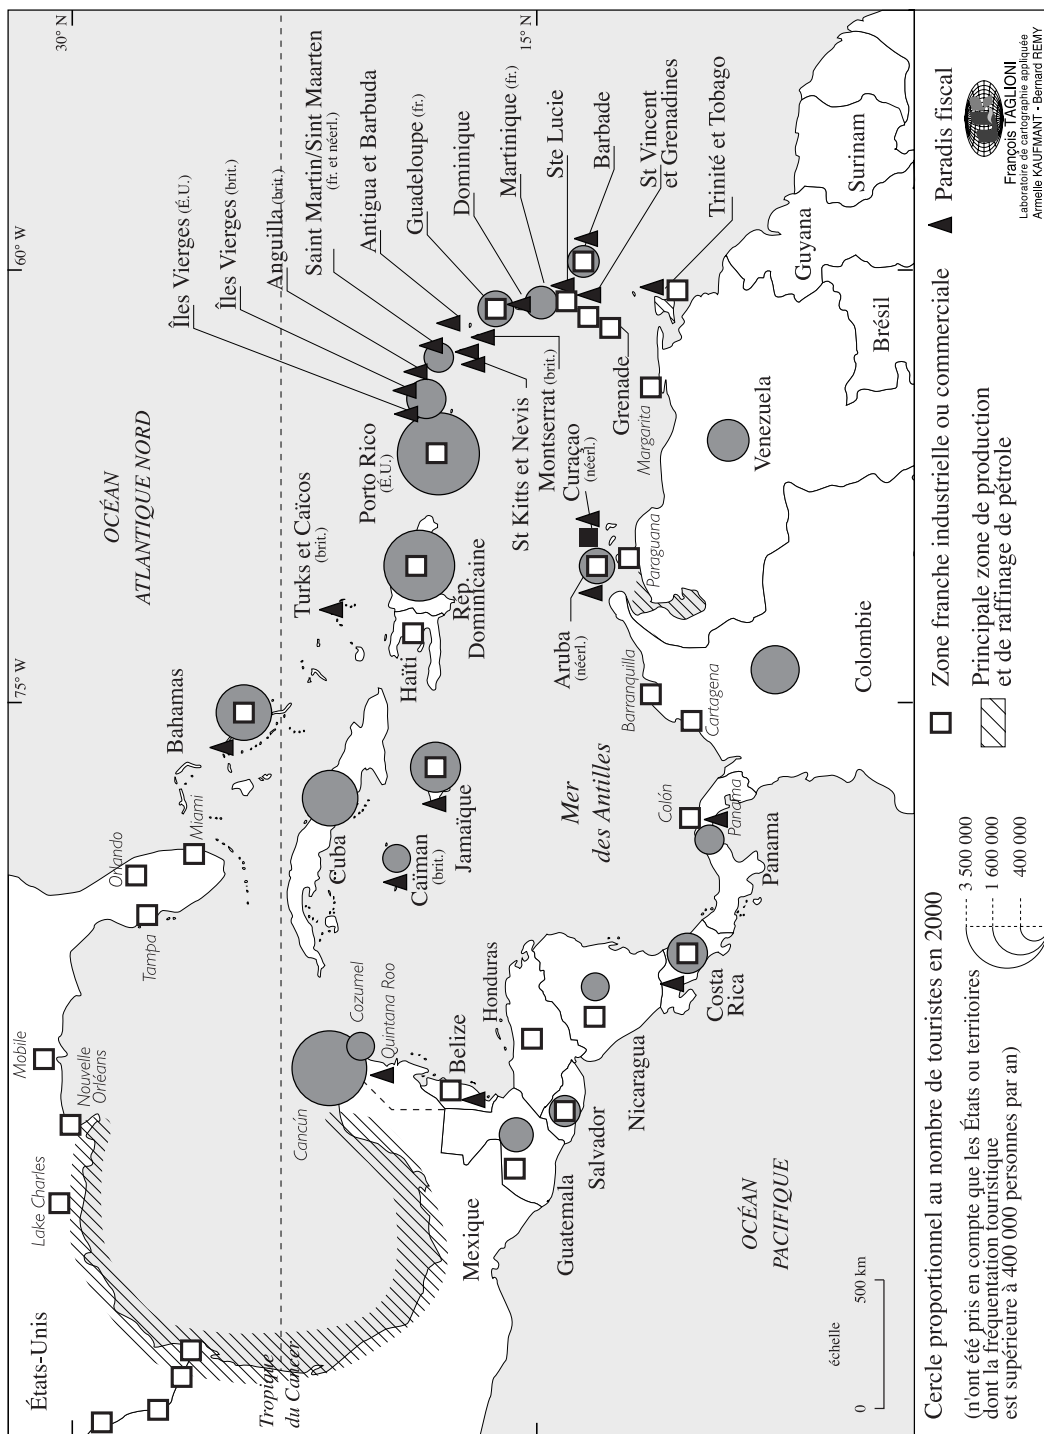 30° N
15° N
60° W
75° W
États-Unis
Lake Charles
Nouvelle
Orléans
Mobile
Tampa
Orlando
Miami
OCÉAN
ATLANTIQUE NORD
Tropique
du Cancer
Bahamas
Turks et Caïcos
(brit.)
Cuba
Caïman
(brit.)
Jamaïque
Haïti
Rép.
Dominicaine
Porto Rico
(É.U.)
Îles Vierges (É.U.)
Îles Vierges (brit.)
Anguilla (brit.)
Saint Martin/Sint Maarten
(fr. et néerl.)
Antigua et Barbuda
Guadeloupe (fr.)
Dominique
Martinique (fr.)
Ste Lucie
Barbade
St Vincent
et Grenadines
Trinité et Tobago
St Kitts et Nevis
Montserrat (brit.)
Curaçao
(néerl.)
Grenade
Margarita
Aruba
(néerl.)
Paraguana
Mer
des Antilles
Barranquilla
Cartagena
Colón
Panama
Panama
Cancún
Cozumel
Quintana Roo
Belize
Honduras
Mexique
Guatemala
Salvador
Nicaragua
Costa
Rica
OCÉAN
PACIFIQUE
Colombie
Venezuela
Brésil
Guyana
Surinam
échelle
0
500 km
Cercle proportionnel au nombre de touristes en 2000
(n'ont été pris en compte que les États ou territoires
dont la fréquentation touristique
est supérieure à 400 000 personnes par an)
3 500 000
1 600 000
400 000
Zone franche industrielle ou commerciale
Principale zone de production
et de raffinage de pétrole
Paradis fiscal
François TAGLIONI
Laboratoire de cartographie appliquée
Armelle KAUFMANT - Bernard REMY